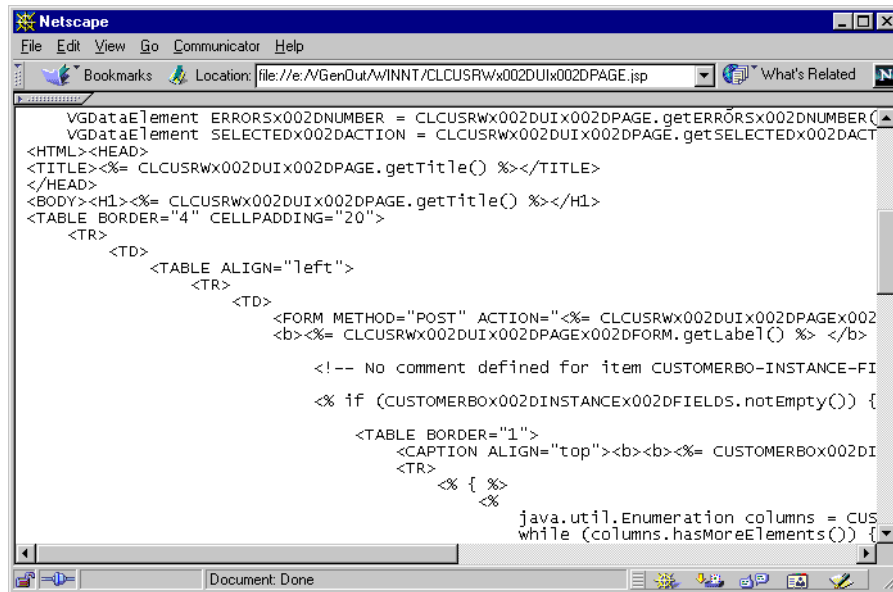 Netscape
File Edit View Go Communicator Help
Bookmarks Location: file://e:/VGenOut/WINNT/CLCUSRWx002DUIx002DPAGE.jsp What's Related N
VGDataElement ERRORSx002DNUMBER = CLCUSRWx002DUIx002DPAGE.getERRORSx002DNUMBER(
VGDataElement SELECTEDx002DACTION = CLCUSRWx002DUIx002DPAGE.getSELECTEDx002DACT
<HTML><HEAD>
<TITLE><%= CLCUSRWx002DUIx002DPAGE.getTitle() %></TITLE>
</HEAD>
<BODY><H1><%= CLCUSRWx002DUIx002DPAGE.getTitle() %></H1>
<TABLE BORDER="4" CELLPADDING="20">
<TR>
<TD>
<TABLE ALIGN="left">
<TR>
<TD>
<FORM METHOD="POST" ACTION="<%= CLCUSRWx002DUIx002DPAGEx002
<b><%= CLCUSRWx002DUIx002DPAGEx002DFORM.getLabel() %> </b>
<!-- No comment defined for item CUSTOMERBO-INSTANCE-FI
<% if (CUSTOMERBOx002DINSTANCEx002DFIELDS.notEmpty()) {
<TABLE BORDER="1">
<CAPTION ALIGN="top"><b><b><%= CUSTOMERBOx002DI
<TR>
<% { %>
<%
java.util.Enumeration columns = CUS
while (columns.hasMoreElements()) {
Document: Done